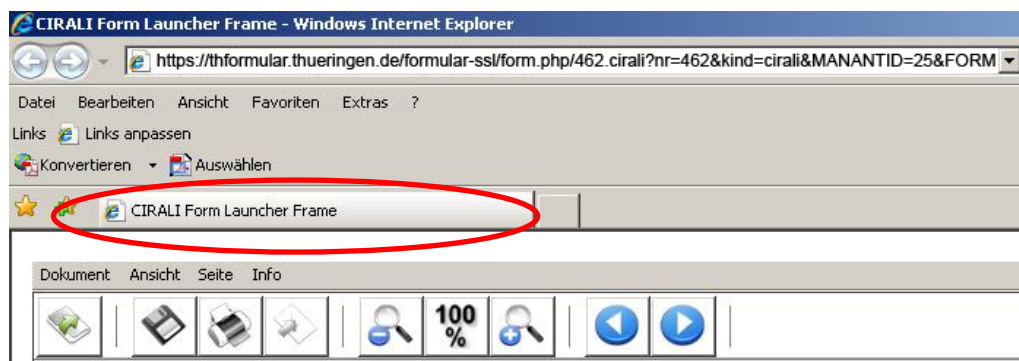 CIRALI Form Launcher Frame - Windows Internet Explorer
https://thformular.thueringen.de/formular-ssl/form.php/462.cirali?nr=462&kind=cirali&MANANTID=25&FORM
Datei Bearbeiten Ansicht Favoriten Extras ?
Links Links anpassen
Konvertieren Auswählen
CIRALI Form Launcher Frame
Dokument Ansicht Seite Info
100
%